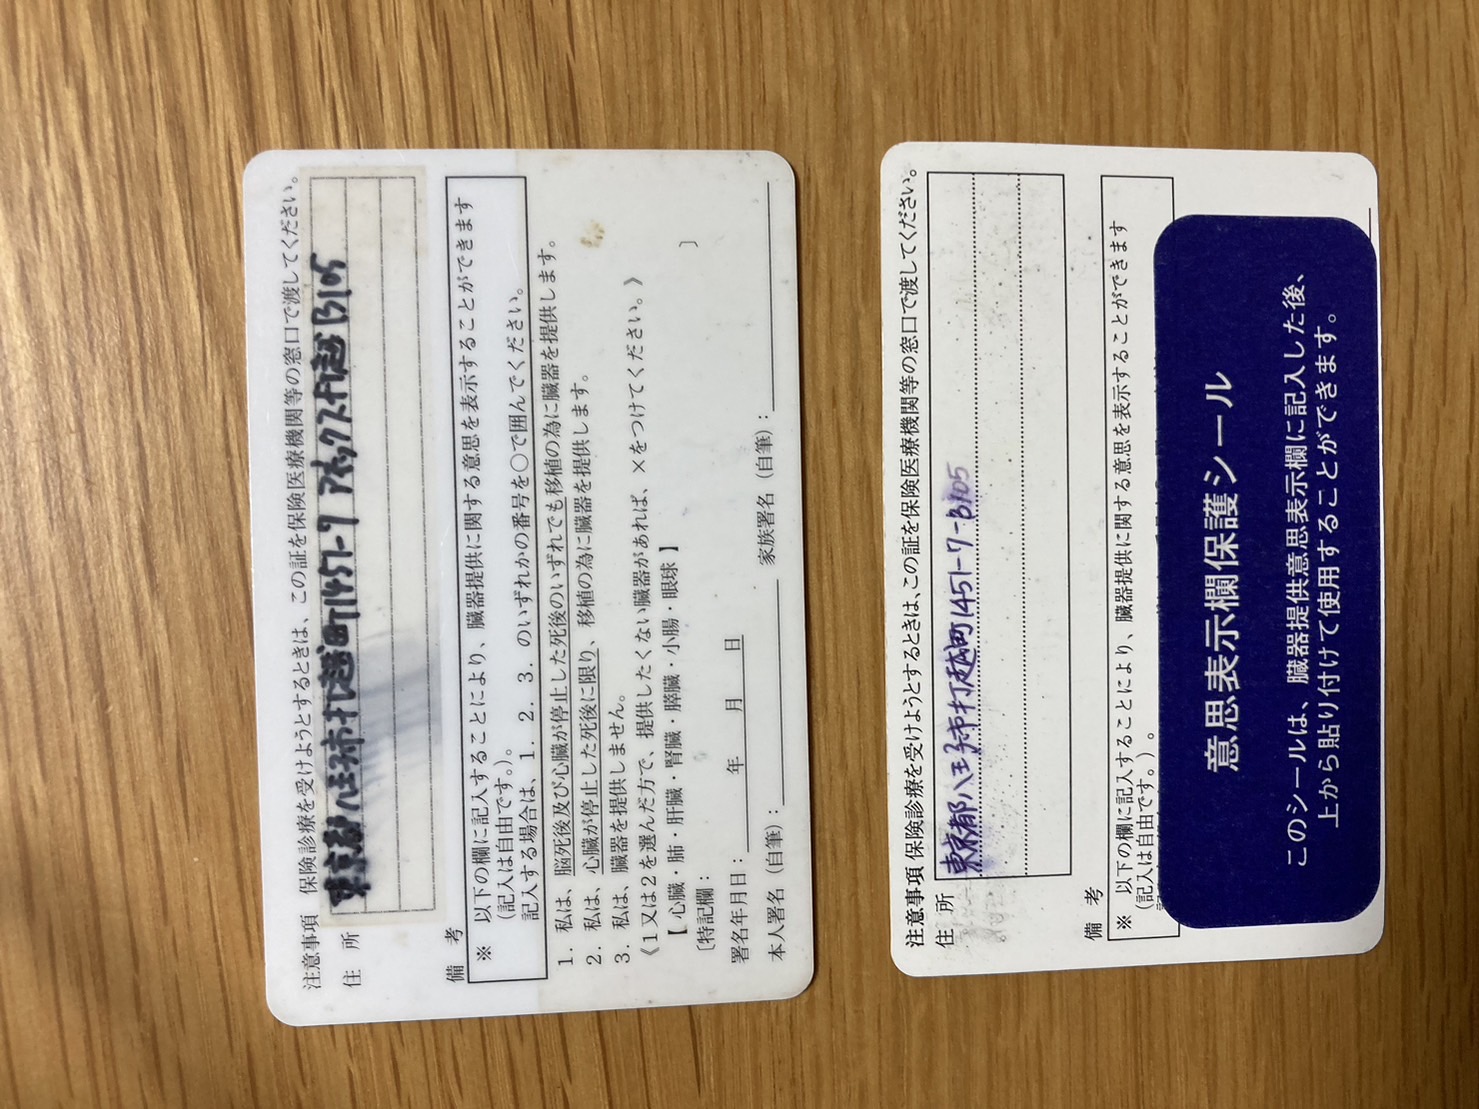 注意事項　保険診療を受けようとするときは、この証を保険医療機関等の窓口で渡してください。
住　所　東京都八王子市打越町1457-7 アネックスｲﾁ越B105
備　考
※　以下の欄に記入することにより、臓器提供に関する意思を表示することができます
（記入は自由です。）。
記入する場合は、1．2．3．のいずれかの番号を〇で囲んでください。
1．私は、脳死後及び心臓が停止した死後のいずれでも移植の為に臓器を提供します。
2．私は、心臓が停止した死後に限り、移植の為に臓器を提供します。
3．私は、臓器を提供しません。
《1又は2を選んだ方で、提供したくない臓器があれば、×をつけてください。》
【 心臓・肺・肝臓・腎臓・膵臓・小腸・眼球 】
〔特記欄：　　　　　〕
署名年月日：　　　年　　月　　日
本人署名（自筆）：　　　　　家族署名（自筆）：
注意事項　保険診療を受けようとするときは、この証を保険医療機関等の窓口で渡してください。
住　所　東京都八王子市打越町1451-7-B105
備　考
※　以下の欄に記入することにより、臓器提供に関する意思を表示することができます
（記入は自由です。）。
意思表示欄保護シール
このシールは、臓器提供意思表示欄に記入した後、
上から貼り付けて使用することができます。